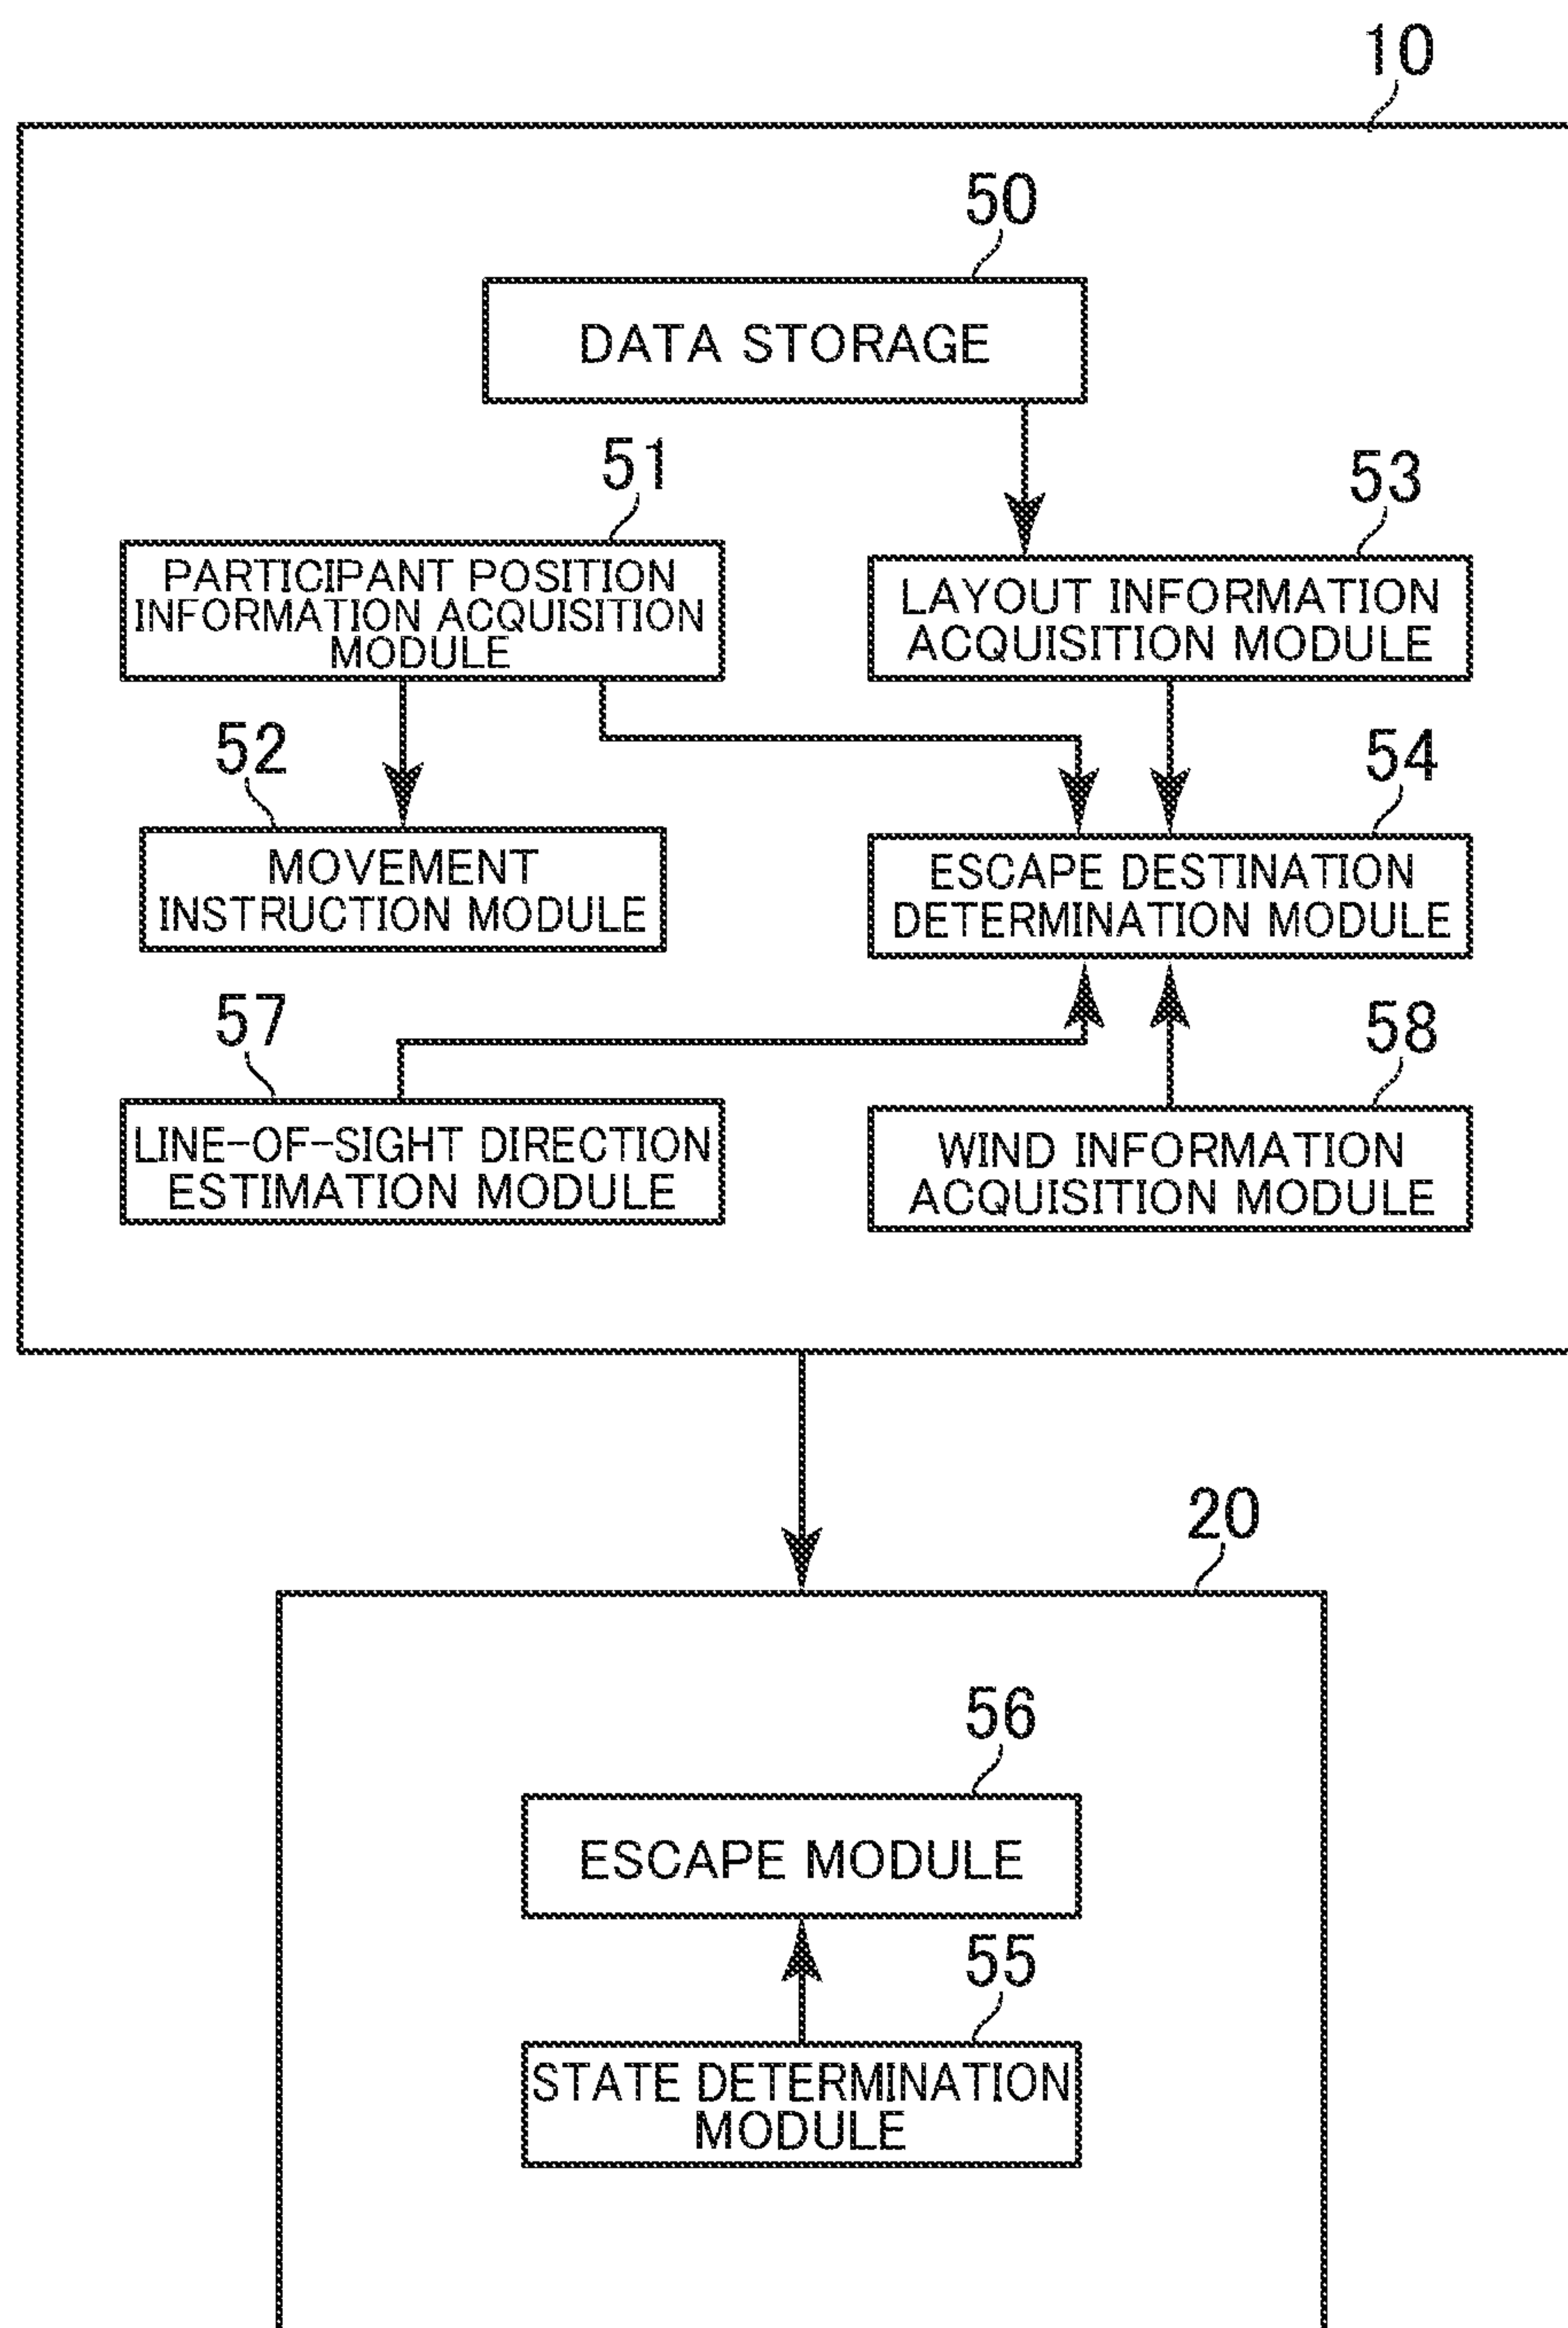 10
50
DATA STORAGE
51
PARTICIPANT POSITION
INFORMATION ACQUISITION
MODULE
53
LAYOUT INFORMATION
ACQUISITION MODULE
52
MOVEMENT
INSTRUCTION MODULE
54
ESCAPE DESTINATION
DETERMINATION MODULE
57
LINE-OF-SIGHT DIRECTION
ESTIMATION MODULE
58
WIND INFORMATION
ACQUISITION MODULE
20
56
ESCAPE MODULE
55
STATE DETERMINATION
MODULE